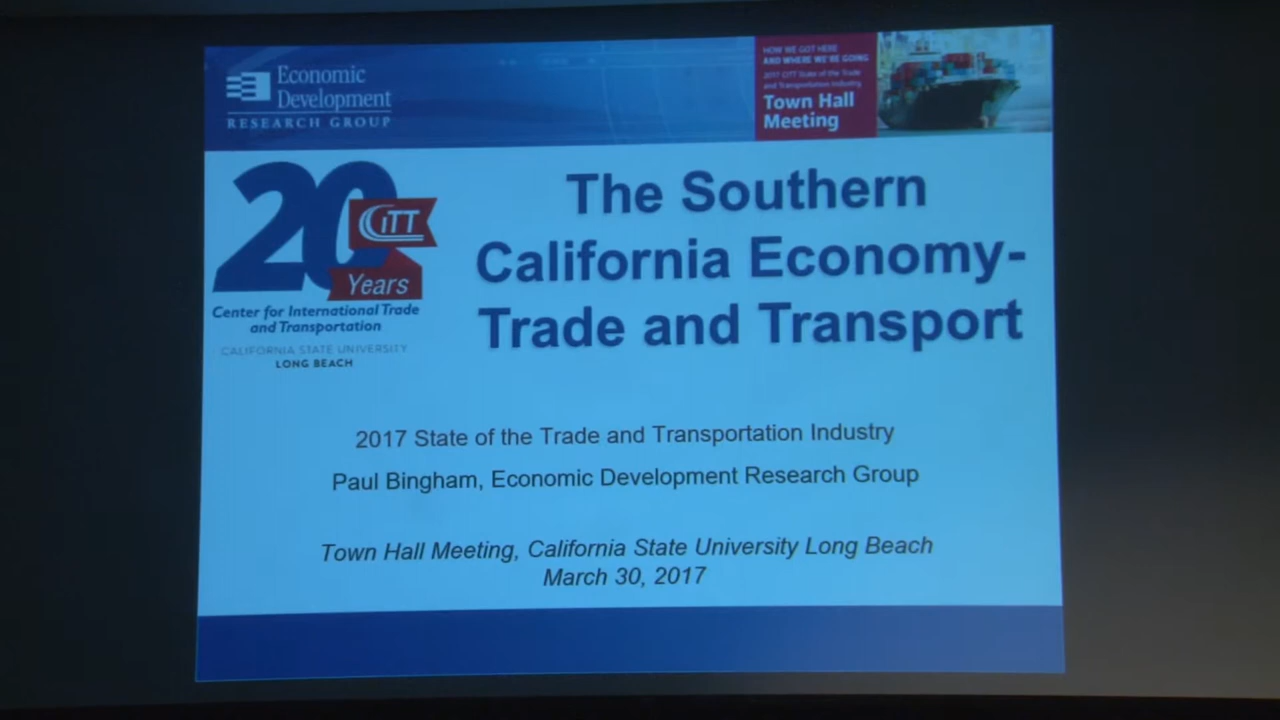 Economic
Development
RESEARCH GROUP
HOW WE GOT HERE
AND WHERE WE'RE GOING
2017 CITT State of the Trade
and Transportation Industry
Town Hall
Meeting
20
CITT
Years
Center for International Trade
and Transportation
CALIFORNIA STATE UNIVERSITY
LONG BEACH
The Southern
California Economy-
Trade and Transport
2017 State of the Trade and Transportation Industry
Paul Bingham, Economic Development Research Group
Town Hall Meeting, California State University Long Beach
March 30, 2017